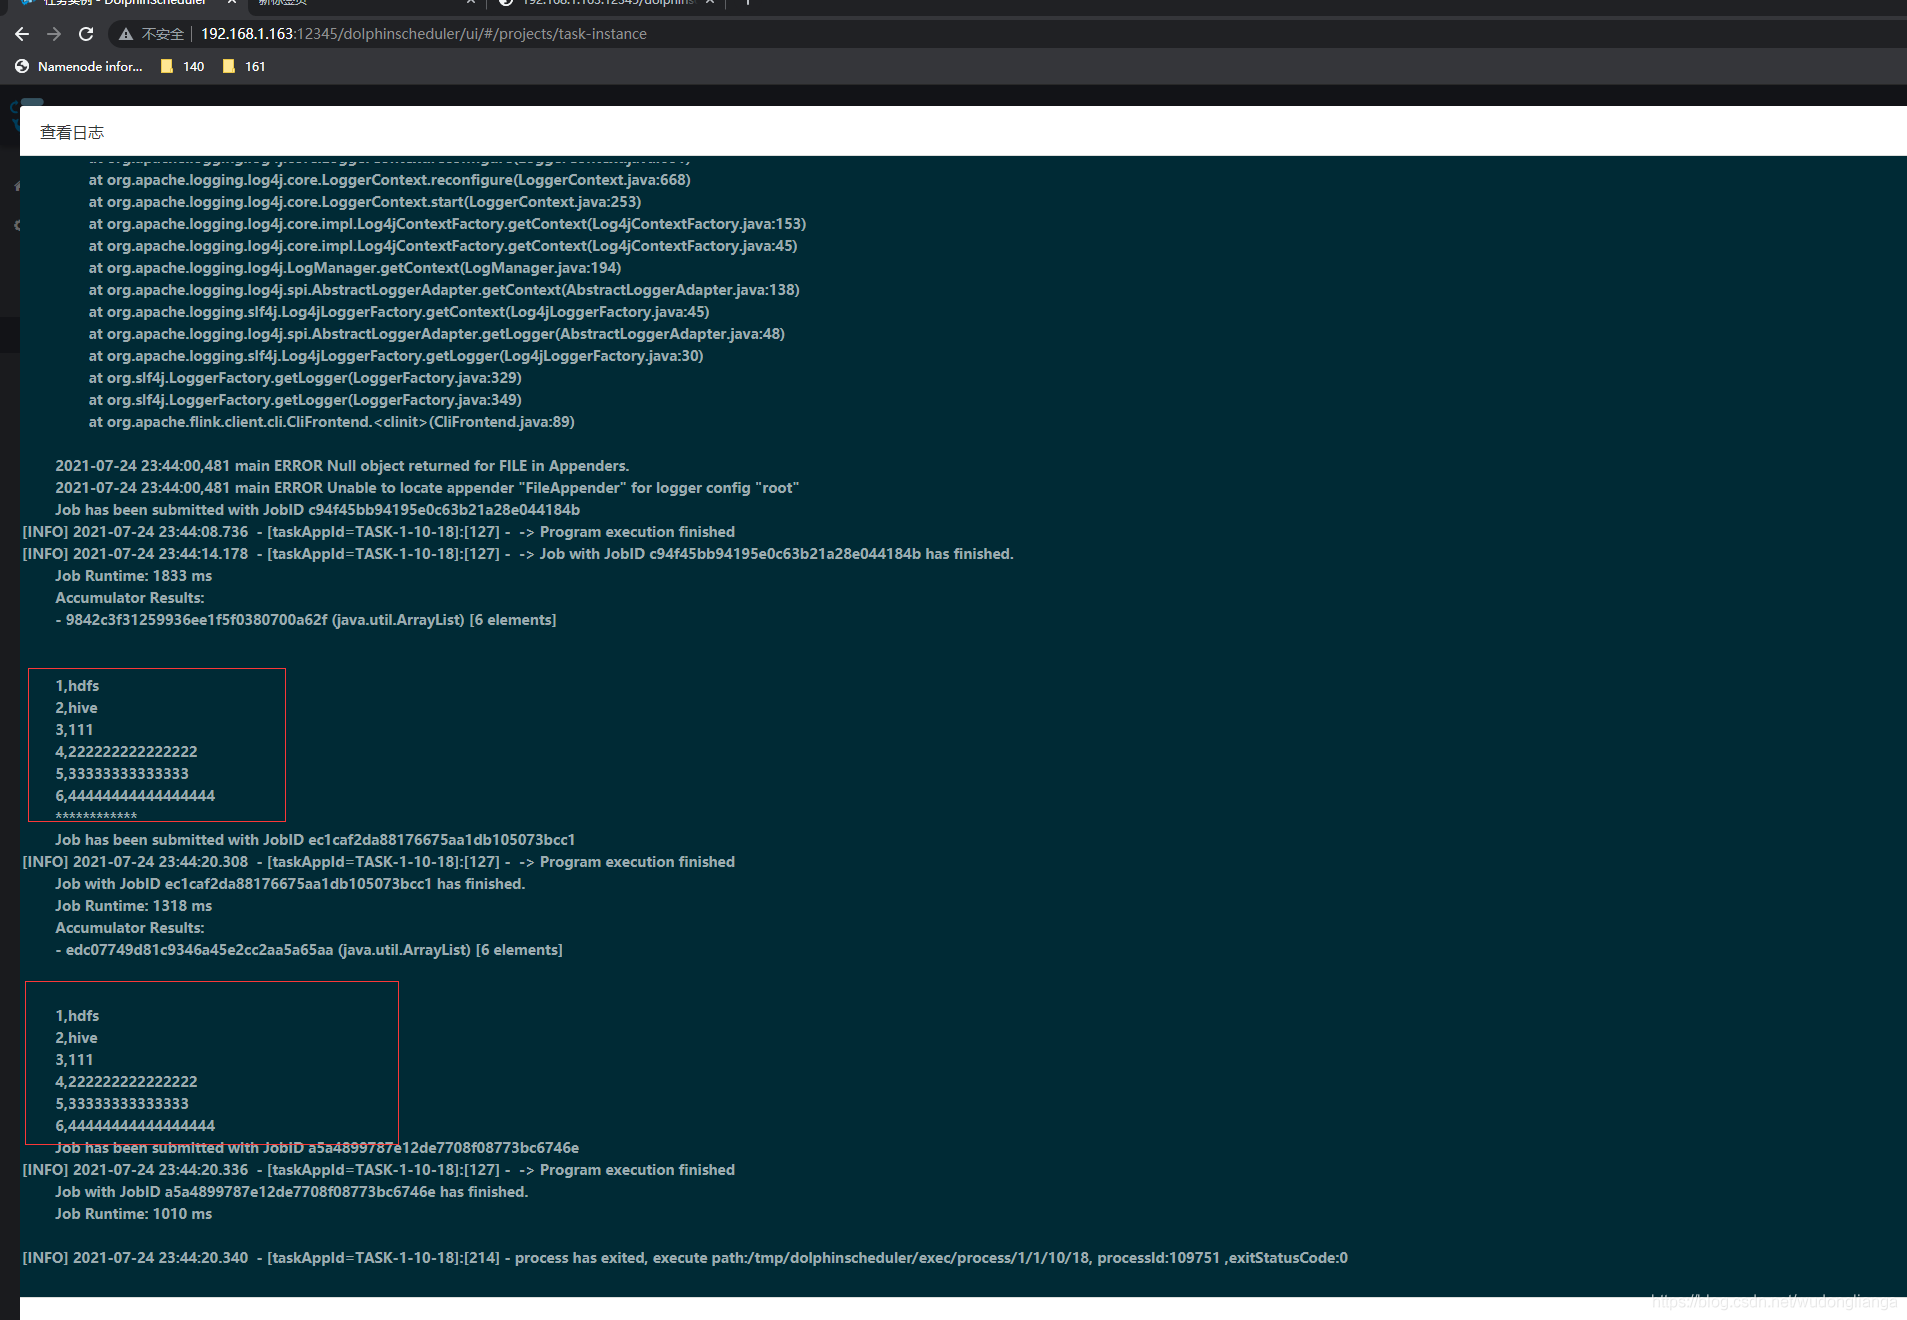 任务实例 - DolphinScheduler
新标签页
192.168.1.163:12345/dolphins
不安全 | 192.168.1.163:12345/dolphinscheduler/ui/#/projects/task-instance
Namenode infor... 140 161
查看日志
at org.apache.logging.log4j.core.LoggerContext.reconfigure(LoggerContext.java:668)
at org.apache.logging.log4j.core.LoggerContext.start(LoggerContext.java:253)
at org.apache.logging.log4j.core.impl.Log4jContextFactory.getContext(Log4jContextFactory.java:153)
at org.apache.logging.log4j.core.impl.Log4jContextFactory.getContext(Log4jContextFactory.java:45)
at org.apache.logging.log4j.LogManager.getContext(LogManager.java:194)
at org.apache.logging.log4j.spi.AbstractLoggerAdapter.getContext(AbstractLoggerAdapter.java:138)
at org.apache.logging.slf4j.Log4jLoggerFactory.getContext(Log4jLoggerFactory.java:45)
at org.apache.logging.log4j.spi.AbstractLoggerAdapter.getLogger(AbstractLoggerAdapter.java:48)
at org.apache.logging.slf4j.Log4jLoggerFactory.getLogger(Log4jLoggerFactory.java:30)
at org.slf4j.LoggerFactory.getLogger(LoggerFactory.java:329)
at org.slf4j.LoggerFactory.getLogger(LoggerFactory.java:349)
at org.apache.flink.client.cli.CliFrontend.<clinit>(CliFrontend.java:89)
2021-07-24 23:44:00,481 main ERROR Null object returned for FILE in Appenders.
2021-07-24 23:44:00,481 main ERROR Unable to locate appender "FileAppender" for logger config "root"
Job has been submitted with JobID c94f45bb94195e0c63b21a28e044184b
[INFO] 2021-07-24 23:44:08.736 - [taskAppId=TASK-1-10-18]:[127] - -> Program execution finished
[INFO] 2021-07-24 23:44:14.178 - [taskAppId=TASK-1-10-18]:[127] - -> Job with JobID c94f45bb94195e0c63b21a28e044184b has finished.
Job Runtime: 1833 ms
Accumulator Results:
- 9842c3f31259936ee1f5f0380700a62f (java.util.ArrayList) [6 elements]
1,hdfs
2,hive
3,111
4,222222222222222
5,33333333333333
6,44444444444444444
************
Job has been submitted with JobID ec1caf2da88176675aa1db105073bcc1
[INFO] 2021-07-24 23:44:20.308 - [taskAppId=TASK-1-10-18]:[127] - -> Program execution finished
Job with JobID ec1caf2da88176675aa1db105073bcc1 has finished.
Job Runtime: 1318 ms
Accumulator Results:
- edc07749d81c9346a45e2cc2aa5a65aa (java.util.ArrayList) [6 elements]
1,hdfs
2,hive
3,111
4,222222222222222
5,33333333333333
6,44444444444444444
Job has been submitted with JobID a5a4899787e12de7708f08773bc6746e
[INFO] 2021-07-24 23:44:20.336 - [taskAppId=TASK-1-10-18]:[127] - -> Program execution finished
Job with JobID a5a4899787e12de7708f08773bc6746e has finished.
Job Runtime: 1010 ms
[INFO] 2021-07-24 23:44:20.340 - [taskAppId=TASK-1-10-18]:[214] - process has exited, execute path:/tmp/dolphinscheduler/exec/process/1/1/10/18, processId:109751 ,exitStatusCode:0
https://blog.csdn.net/wudonglianga